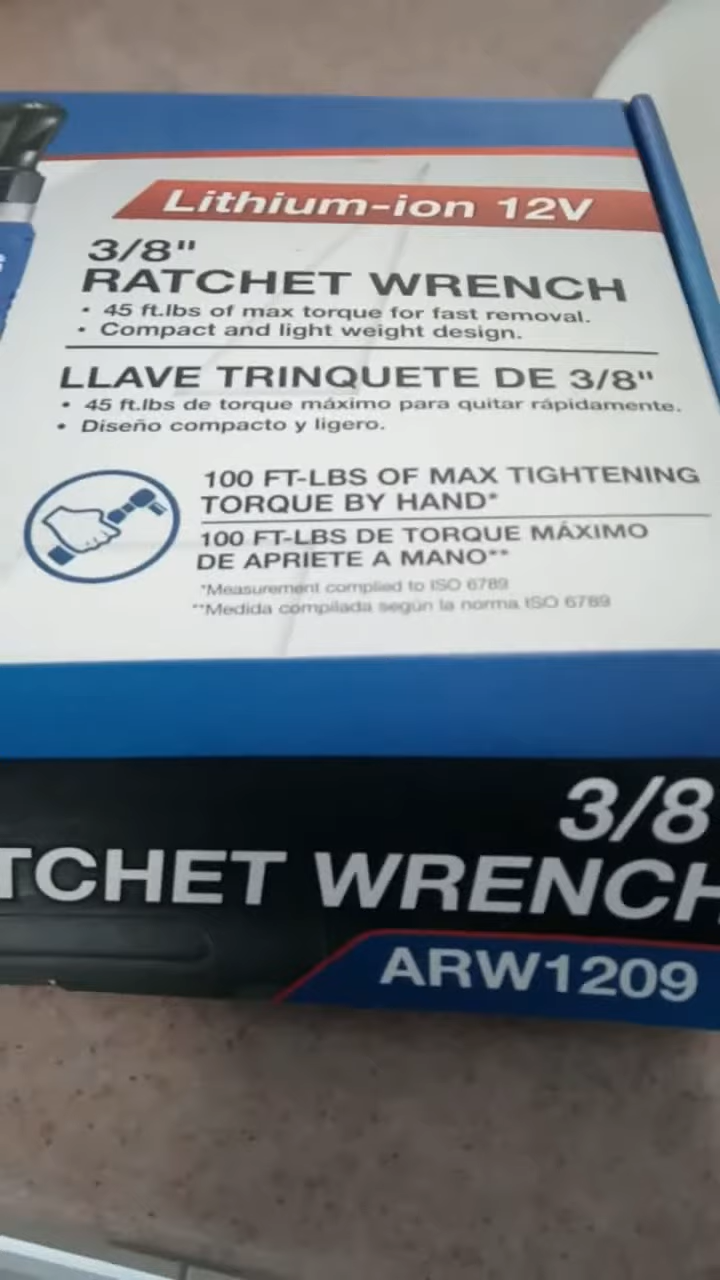 Lithium-ion 12V
3/8"
RATCHET WRENCH
• 45 ft.lbs of max torque for fast removal.
• Compact and light weight design.
LLAVE TRINQUETE DE 3/8"
• 45 ft.lbs de torque máximo para quitar rápidamente.
• Diseño compacto y ligero.
100 FT-LBS OF MAX TIGHTENING
TORQUE BY HAND*
100 FT-LBS DE TORQUE MÁXIMO
DE APRIETE A MANO**
*Measurement complied to ISO 6789
**Medida compilada según la norma ISO 6789
3/8
TCHET WRENCH
ARW1209